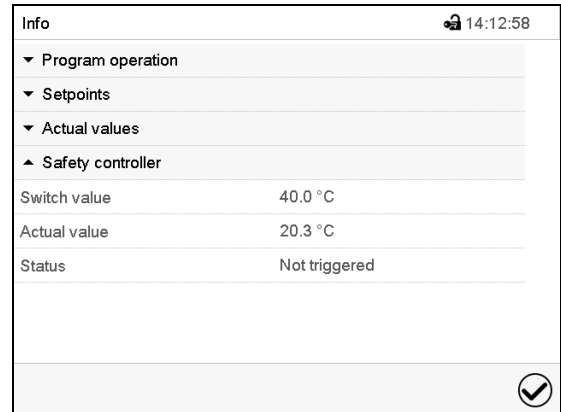 Info 14:12:58
Program operation
Setpoints
Actual values
Safety controller
Switch value 40.0 °C
Actual value 20.3 °C
Status Not triggered